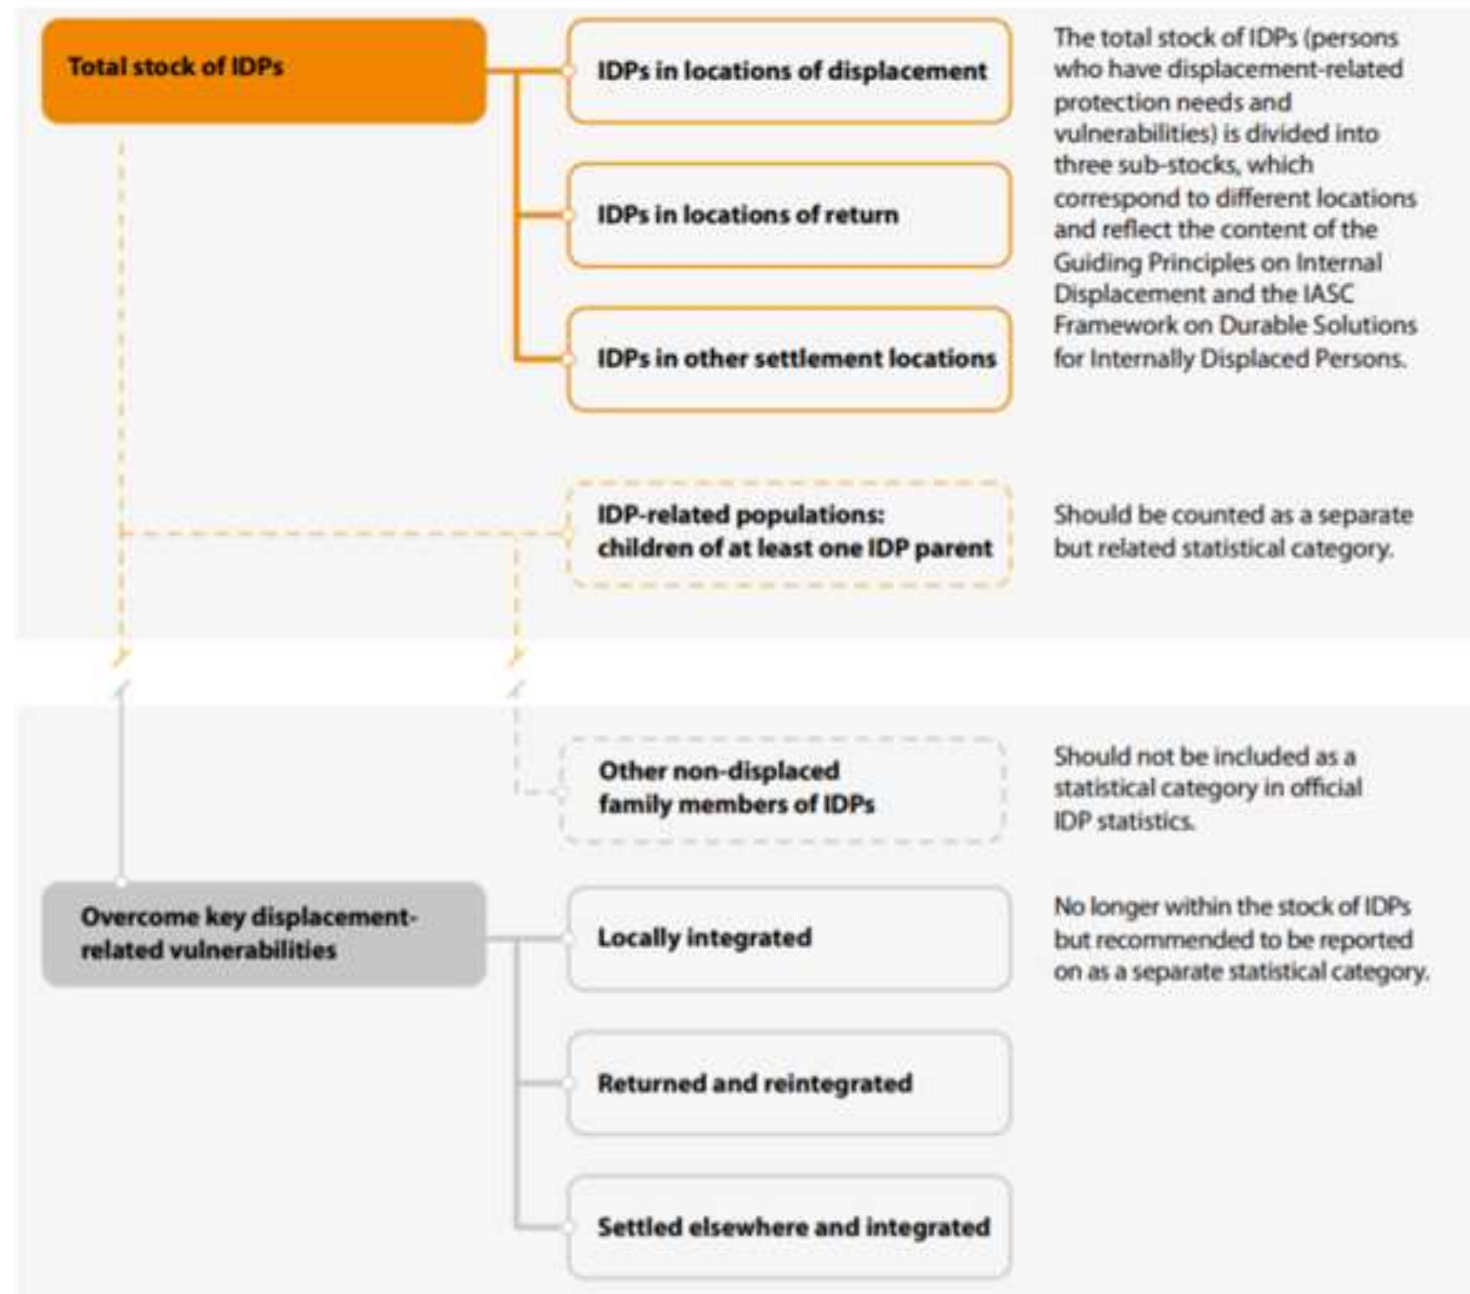 Total stock of IDPs
IDPs in locations of displacement
IDPs in locations of return
IDPs in other settlement locations
The total stock of IDPs (persons
who have displacement-related
protection needs and
vulnerabilities) is divided into
three sub-stocks, which
correspond to different locations
and reflect the content of the
Guiding Principles on Internal
Displacement and the IASC
Framework on Durable Solutions
for Internally Displaced Persons.
IDP-related populations:
children of at least one IDP parent
Should be counted as a separate
but related statistical category.
Other non-displaced
family members of IDPs
Should not be included as a
statistical category in official
IDP statistics.
Overcome key displacement-
related vulnerabilities
Locally integrated
No longer within the stock of IDPs
but recommended to be reported
on as a separate statistical category.
Returned and reintegrated
Settled elsewhere and integrated